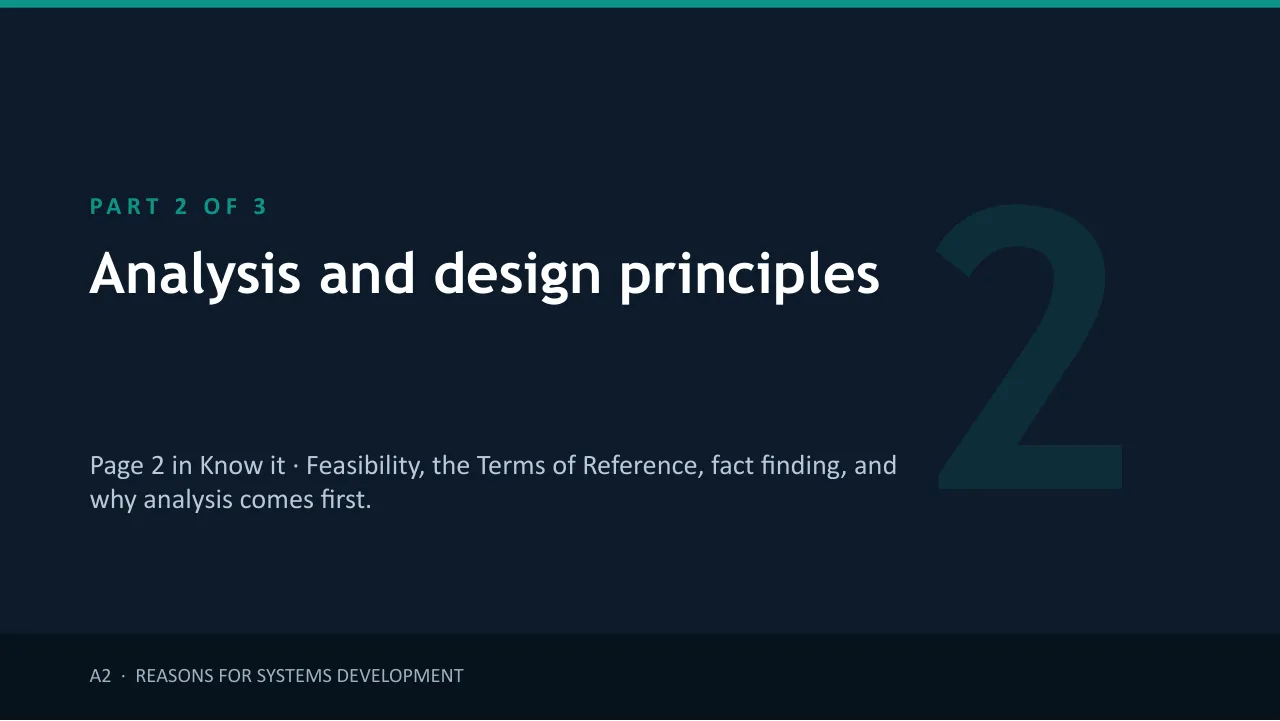 PART 2 OF 3
Analysis and design principles
2
Page 2 in Know it · Feasibility, the Terms of Reference, fact finding, and
why analysis comes first.
A2 · REASONS FOR SYSTEMS DEVELOPMENT